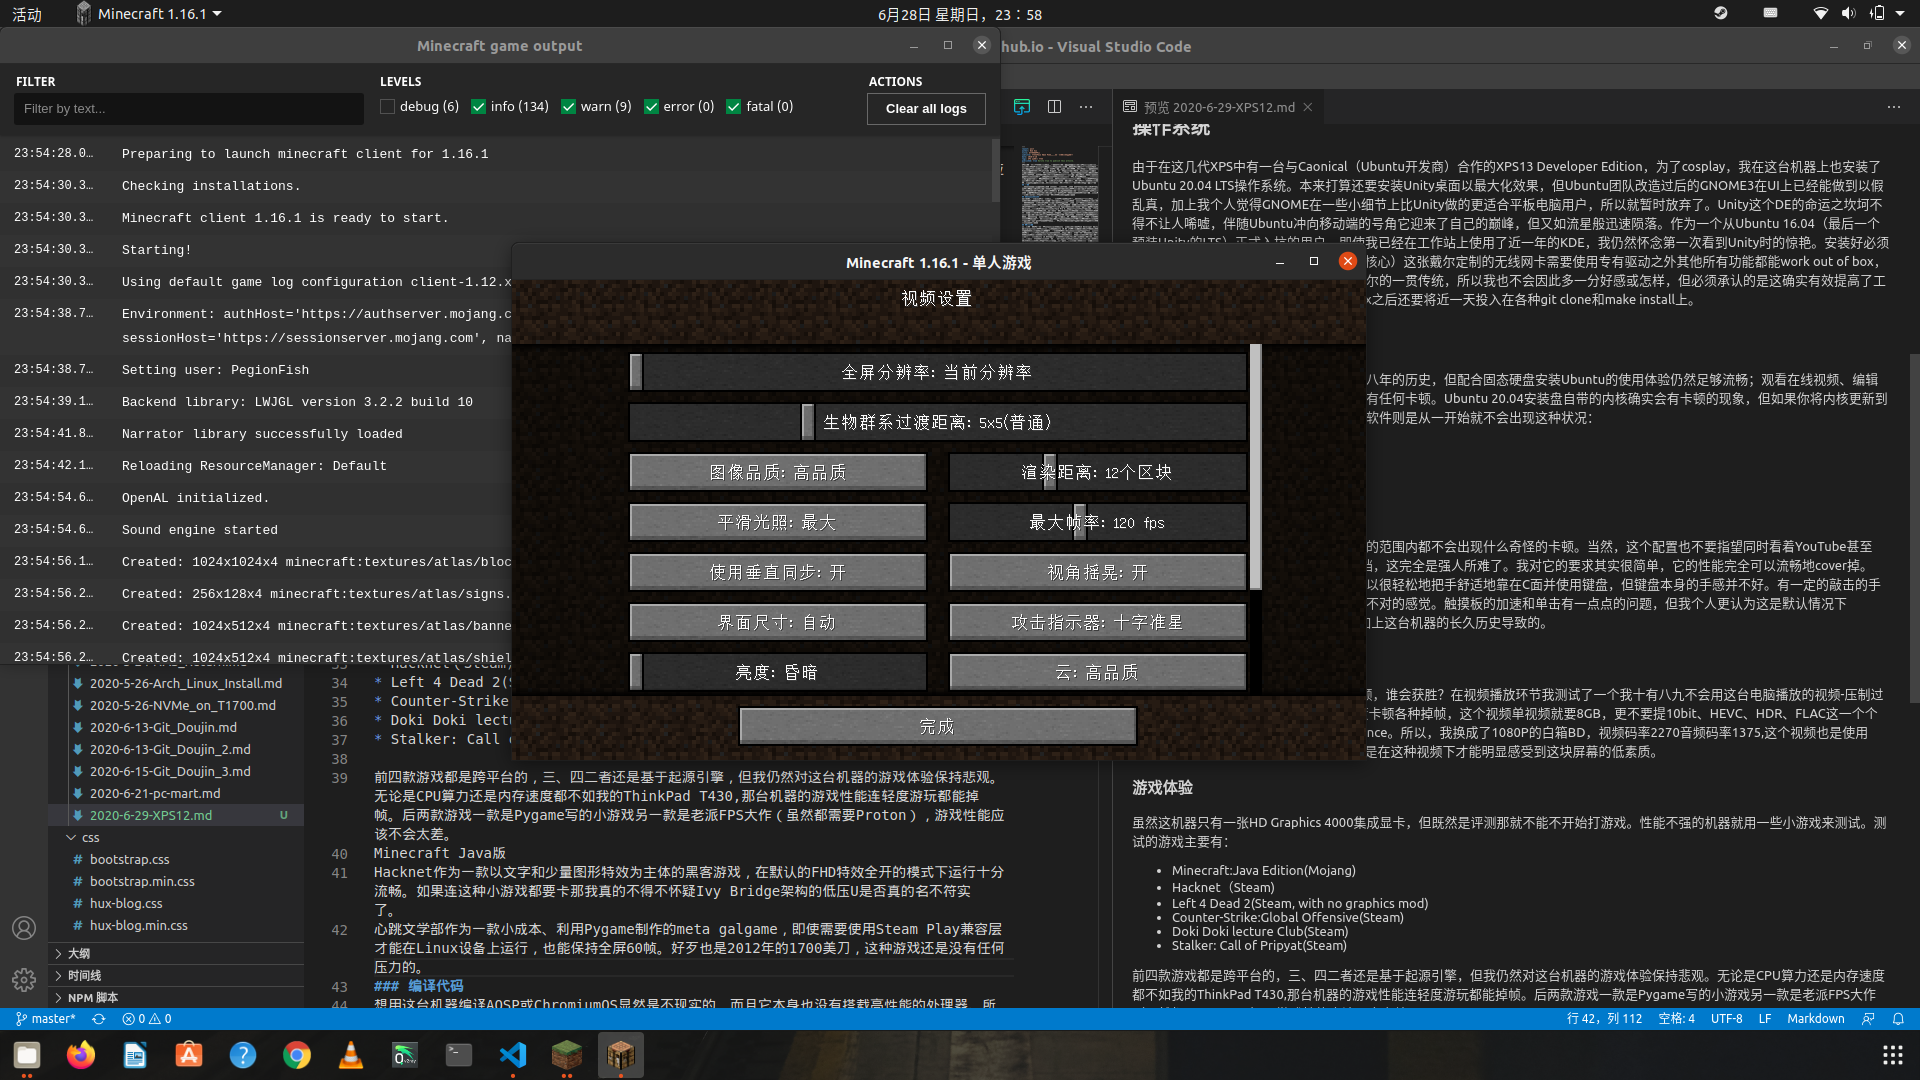 活动
Minecraft 1.16.1
6月28日 星期日，23：58
Minecraft game output
hub.io - Visual Studio Code
FILTER
LEVELS
ACTIONS
Filter by text...
debug (6)
info (134)
warn (9)
error (0)
fatal (0)
Clear all logs
23:54:28.0… Preparing to launch minecraft client for 1.16.1
23:54:30.3… Checking installations.
23:54:30.3… Minecraft client 1.16.1 is ready to start.
23:54:30.3… Starting!
23:54:30.3… Using default game log configuration client-1.12.x
23:54:38.7… Environment: authHost='https://authserver.mojang.c
sessionHost='https://sessionserver.mojang.com', na
23:54:38.7… Setting user: PegionFish
23:54:39.1… Backend library: LWJGL version 3.2.2 build 10
23:54:41.8… Narrator library successfully loaded
23:54:42.1… Reloading ResourceManager: Default
23:54:54.6… OpenAL initialized.
23:54:54.6… Sound engine started
23:54:56.1… Created: 1024x1024x4 minecraft:textures/atlas/bloc
23:54:56.2… Created: 256x128x4 minecraft:textures/atlas/signs.
23:54:56.2… Created: 1024x512x4 minecraft:textures/atlas/banne
23:54:56.2… Created: 1024x512x4 minecraft:textures/atlas/shiel
Minecraft 1.16.1 - 单人游戏
视频设置
全屏分辨率: 当前分辨率
生物群系过渡距离: 5x5(普通)
图像品质: 高品质
渲染距离: 12个区块
平滑光照: 最大
最大帧率: 120 fps
使用垂直同步: 开
视角摇晃: 开
界面尺寸: 自动
攻击指示器: 十字准星
亮度: 昏暗
云: 高品质
完成
2020-5-26-Arch_Linux_Install.md
2020-5-26-NVMe_on_T1700.md
2020-6-13-Git_Doujin.md
2020-6-13-Git_Doujin_2.md
2020-6-15-Git_Doujin_3.md
2020-6-21-pc-mart.md
2020-6-29-XPS12.md U
css
bootstrap.css
bootstrap.min.css
hux-blog.css
hux-blog.min.css
大纲
时间线
NPM 脚本
34 * Left 4 Dead 2(S
35 * Counter-Strike:
36 * Doki Doki lectu
37 * Stalker: Call o
38
39 前四款游戏都是跨平台的，三、四二者还是基于起源引擎，但我仍然对这台机器的游戏体验保持悲观。
无论是CPU算力还是内存速度都不如我的ThinkPad T430,那台机器的游戏性能连轻度游玩都能掉
帧。后两款游戏一款是Pygame写的小游戏另一款是老派FPS大作（虽然都需要Proton），游戏性能应
该不会太差。
40 Minecraft Java版
41 Hacknet作为一款以文字和少量图形特效为主体的黑客游戏，在默认的FHD特效全开的模式下运行十分
流畅。如果连这种小游戏都要卡那我真的不得不怀疑Ivy Bridge架构的低压U是否真的名不符实
了。
42 心跳文学部作为一款小成本、利用Pygame制作的meta galgame，即使需要使用Steam Play兼容层
才能在Linux设备上运行，也能保持全屏60帧。好歹也是2012年的1700美刀，这种游戏还是没有任何
压力的。
43 ### 编译代码
44 想用这台机器编译AOSP或ChromiumOS显然是不现实的，而且它本身也没有搭载高性能的处理器，所
预览 2020-6-29-XPS12.md
操作系统
由于在这几代XPS中有一台与Caonical（Ubuntu开发商）合作的XPS13 Developer Edition，为了cosplay，我在这台机器上也安装了
Ubuntu 20.04 LTS操作系统。本来打算还要安装Unity桌面以最大化效果，但Ubuntu团队改造过后的GNOME3在UI上已经能做到以假
乱真，加上我个人觉得GNOME在一些小细节上比Unity做的更适合平板电脑用户，所以就暂时放弃了。Unity这个DE的命运之坎坷不
得不让人唏嘘，伴随Ubuntu冲向移动端的号角它迎来了自己的巅峰，但又如流星般迅速陨落。作为一个从Ubuntu 16.04（最后一个
预装Unity的LTS）正式入坑的用户，即使我已经在工作站上使用了近一年的KDE，我仍然怀念第一次看到Unity时的惊艳。安装好必须
核心）这张戴尔定制的无线网卡需要使用专有驱动之外其他所有功能都能work out of box，
尔的一贯传统，所以我也不会因此多一分好感或怎样，但必须承认的是这确实有效提高了工
x之后还要将近一天投入在各种git clone和make install上。
八年的历史，但配合固态硬盘安装Ubuntu的使用体验仍然足够流畅；观看在线视频、编辑
有任何卡顿。Ubuntu 20.04安装盘自带的内核确实会有卡顿的现象，但如果你将内核更新到
软件则是从一开始就不会出现这种状况：
的范围内都不会出现什么奇怪的卡顿。当然，这个配置也不要指望同时看着YouTube甚至
，这完全是强人所难了。我对它的要求其实很简单，它的性能完全可以流畅地cover掉。
以很轻松地把手舒适地靠在C面并使用键盘，但键盘本身的手感并不好。有一定的敲击的手
不对的感觉。触摸板的加速和单击有一点点的问题，但我个人更认为这是默认情况下
上这台机器的长久历史导致的。
，谁会获胜？在视频播放环节我测试了一个我十有八九不会用这台电脑播放的视频-压制过
卡顿各种掉帧，这个视频单视频就要8GB，更不要提10bit、HEVC、HDR、FLAC这一个个
nce。所以，我换成了1080P的白箱BD，视频码率2270音频码率1375,这个视频也是使用
是在这种视频下才能明显感受到这块屏幕的低素质。
游戏体验
虽然这机器只有一张HD Graphics 4000集成显卡，但既然是评测那就不能不开始打游戏。性能不强的机器就用一些小游戏来测试。测
试的游戏主要有：
• Minecraft:Java Edition(Mojang)
• Hacknet（Steam)
• Left 4 Dead 2(Steam, with no graphics mod)
• Counter-Strike:Global Offensive(Steam)
• Doki Doki lecture Club(Steam)
• Stalker: Call of Pripyat(Steam)
前四款游戏都是跨平台的，三、四二者还是基于起源引擎，但我仍然对这台机器的游戏体验保持悲观。无论是CPU算力还是内存速度
都不如我的ThinkPad T430,那台机器的游戏性能连轻度游玩都能掉帧。后两款游戏一款是Pygame写的小游戏另一款是老派FPS大作
master*
0 0
行 42，列 112
空格: 4
UTF-8
LF
Markdown